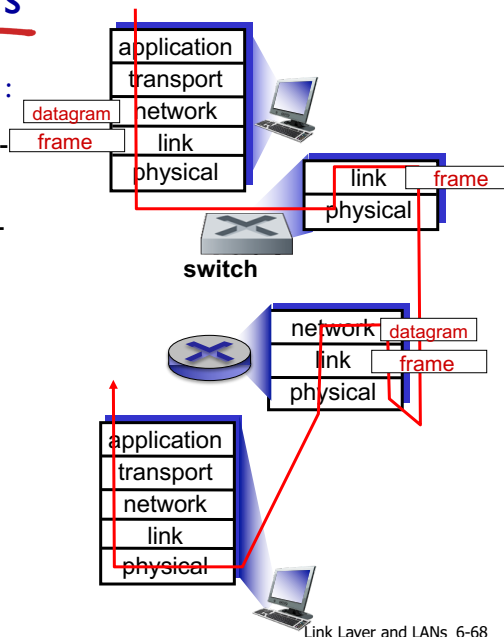 s
:
application
transport
datagram network
frame link
physical
link frame
physical
switch
network datagram
link frame
physical
application
transport
network
link
physical
Link Layer and LANs 6-68